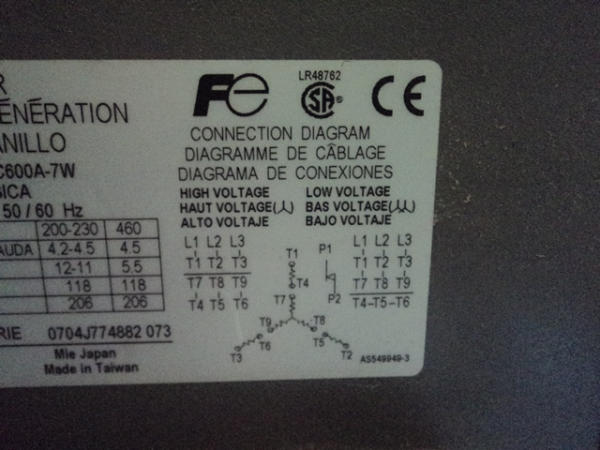 R
Fe
LR48762
SA
CE
ÉNÉRATION
ANILLO
C600A-7W
SICA
50/60 Hz
200-230 460
AUDA 4.2-4.5 4.5
12-11 5.5
118 118
206 206
RIE 0704J774882 073
Mie Japan
Made in Taiwan
CONNECTION DIAGRAM
DIAGRAMME DE CÂBLAGE
DIAGRAMA DE CONEXIONES
HIGH VOLTAGE
HAUT VOLTAGE
ALTO VOLTAJE
LOW VOLTAGE
BAS VOLTAGE
BAJO VOLTAJE
L1 L2 L3
T1 T2 T3
T7 T8 T9
T4 T5 T6
T1
T4
T7
T9
T6
T3
T8
T5
T2
P1
P2
L1 L2 L3
T1 T2 T3
T7 T8 T9
T4-T5-T6
AS549949-3